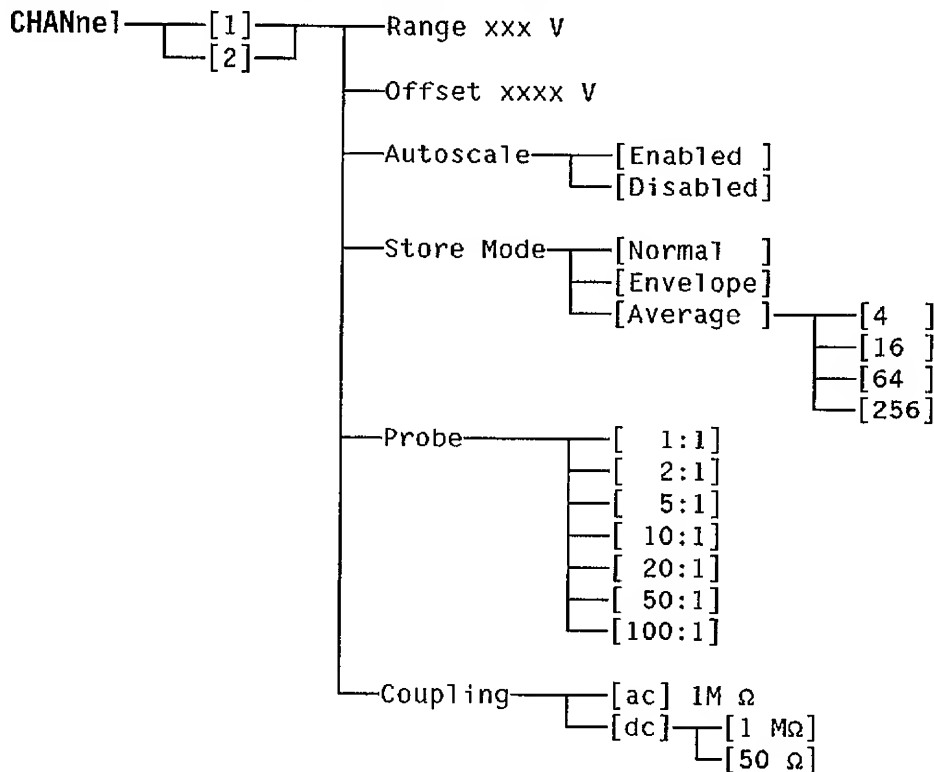 CHANnel [1] Range xxx V
[2]
Offset xxxx V
Autoscale [Enabled ]
[Disabled]
Store Mode [Normal ]
[Envelope]
[Average ] [4 ]
[16 ]
[64 ]
[256]
Probe [ 1:1]
[ 2:1]
[ 5:1]
[ 10:1]
[ 20:1]
[ 50:1]
[100:1]
Coupling [ac] 1M Ω
[dc] [1 MΩ]
[50 Ω]